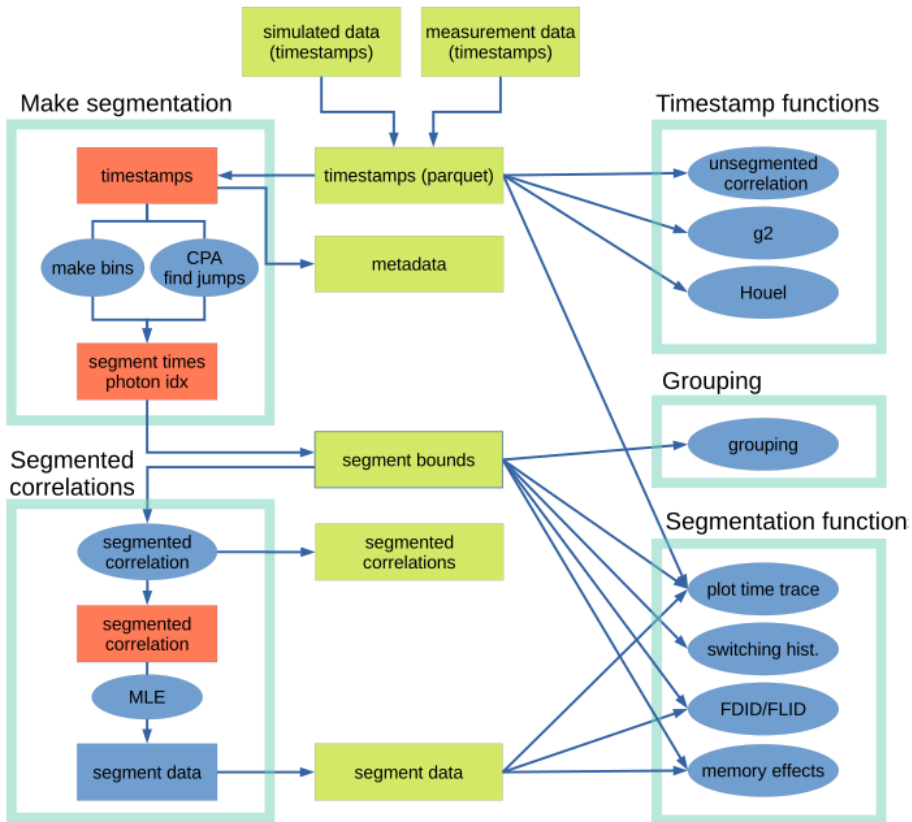 simulated data
(timestamps)
measurement data
(timestamps)
Make segmentation
Timestamp functions
timestamps
timestamps (parquet)
unsegmented
correlation
g2
make bins
CPA
find jumps
metadata
Houel
segment times
photon idx
Grouping
grouping
Segmented
correlations
segment bounds
Segmentation functions
segmented
correlation
segmented
correlations
plot time trace
segmented
correlation
switching hist.
MLE
FDID/FLID
segment data
segment data
memory effects